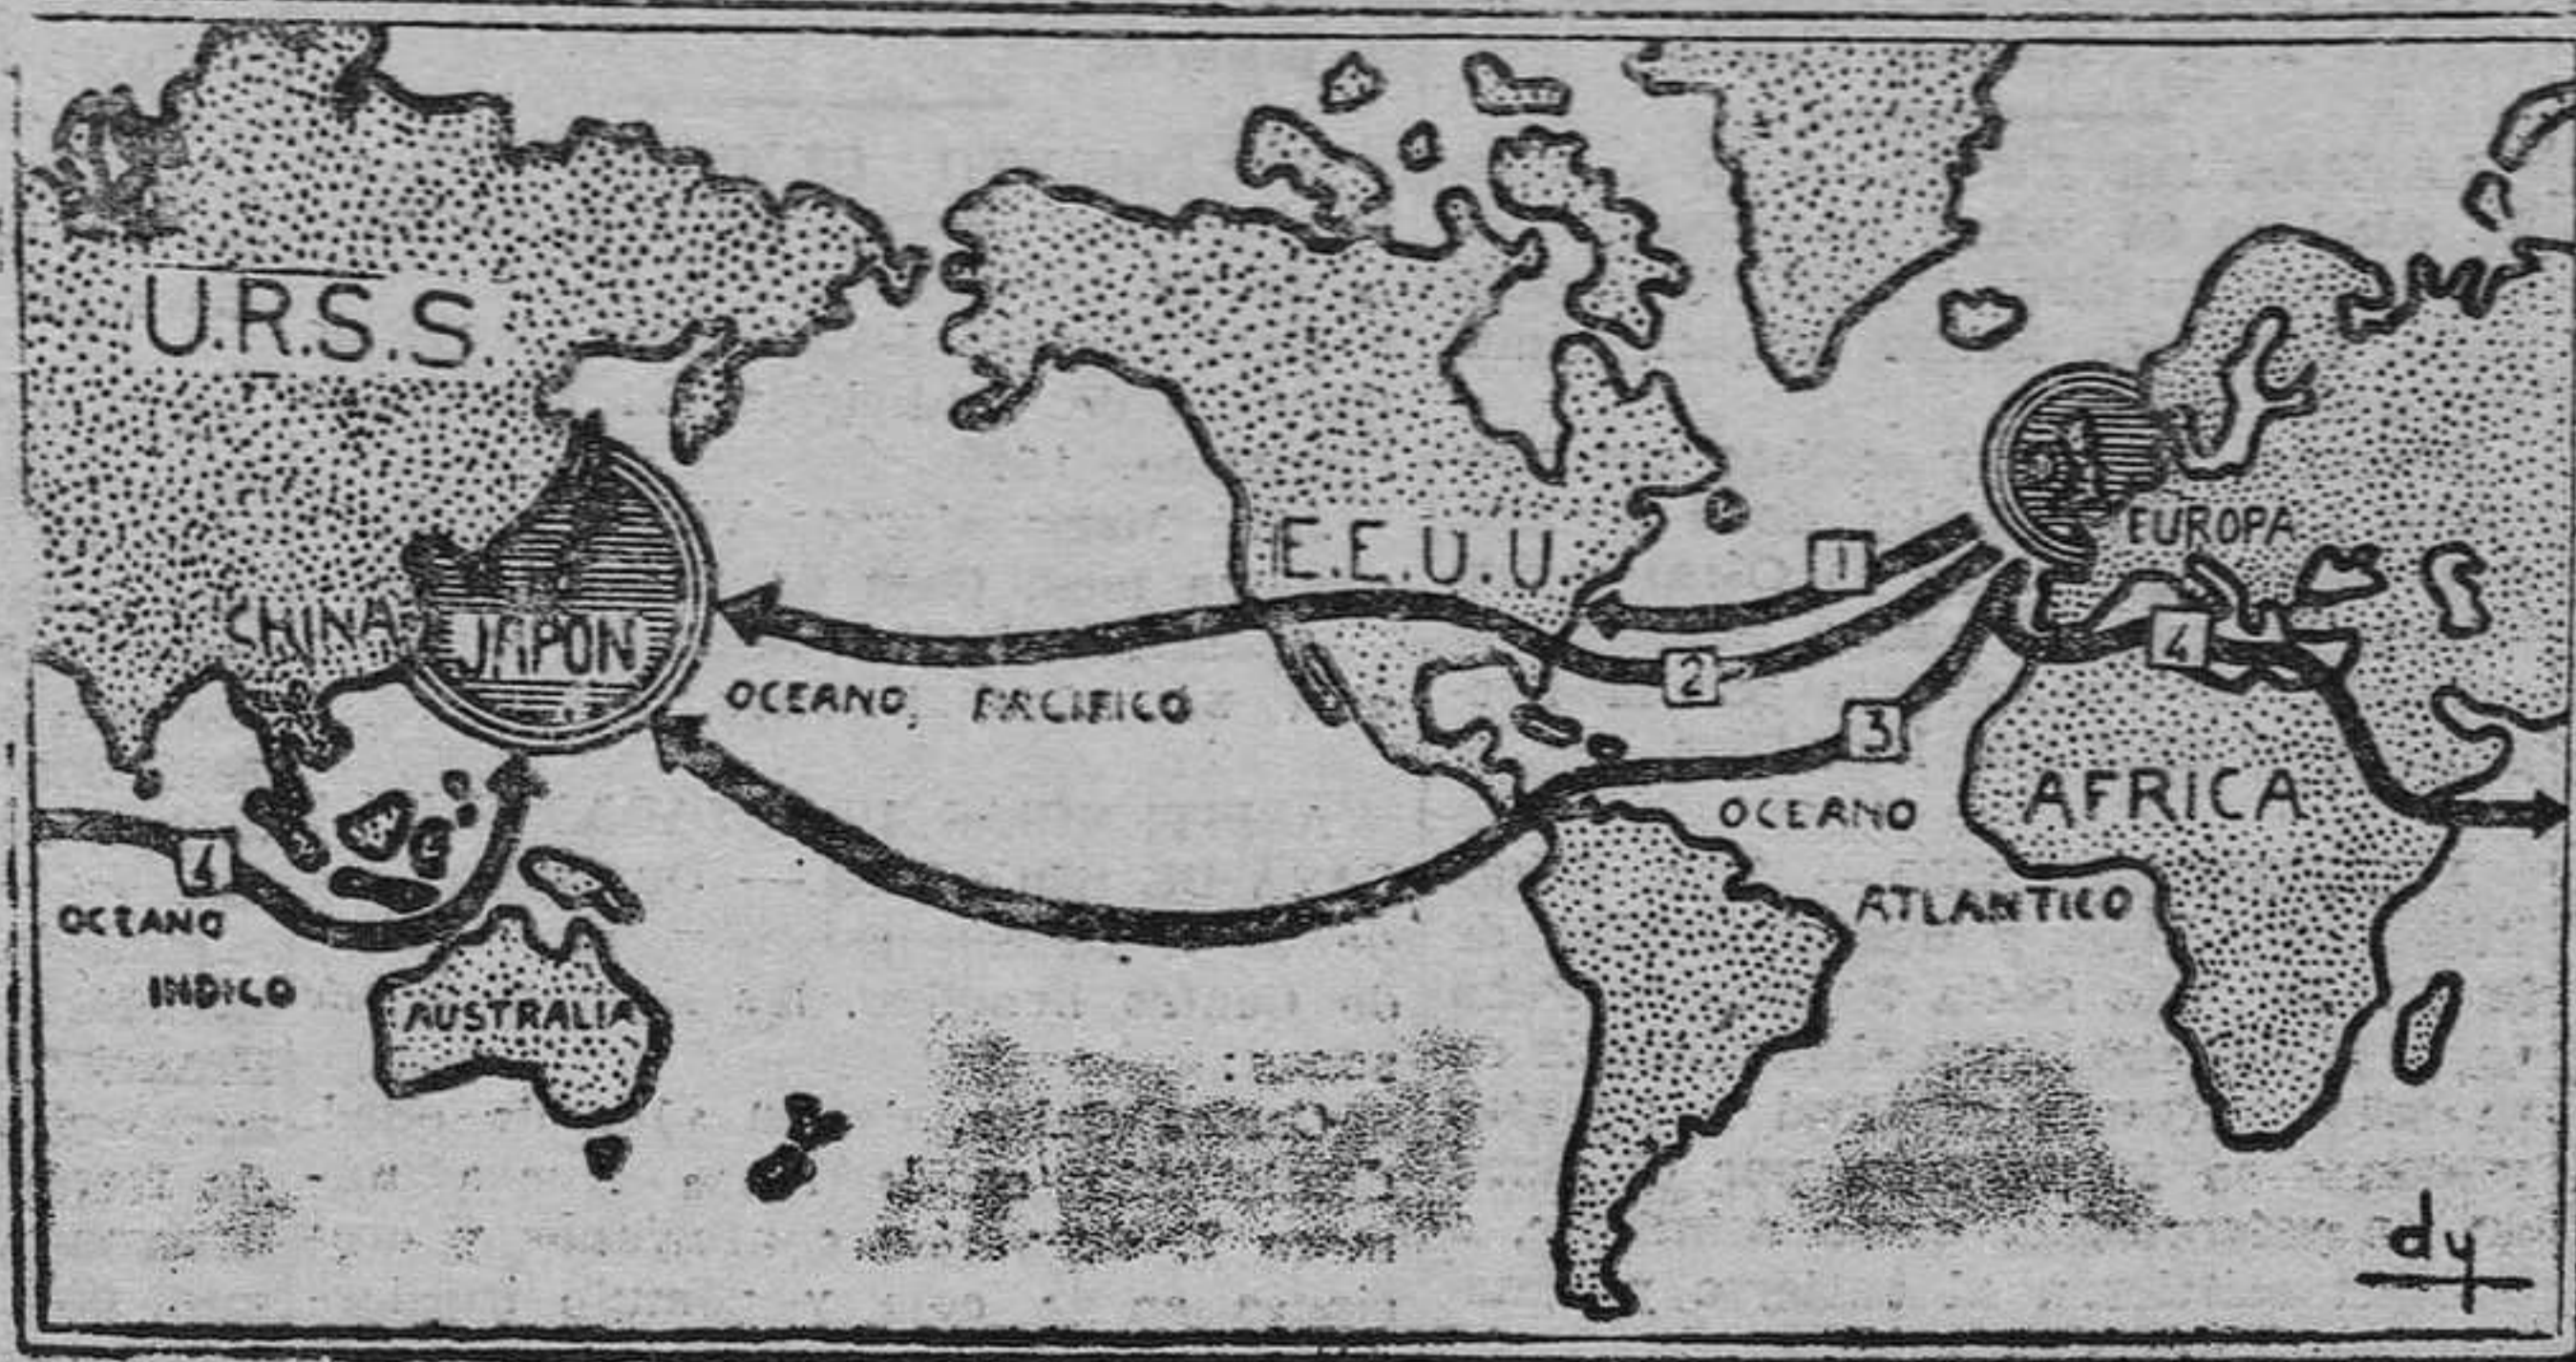 U.R.S.S.
CHINA
JAPON
E.E.U.U.
EUROPA
1
2
3
4
OCEANO PACIFICO
OCEANO
ATLANTICO
AFRICA
4
OCEANO
INDICO
AUSTRALIA
dy